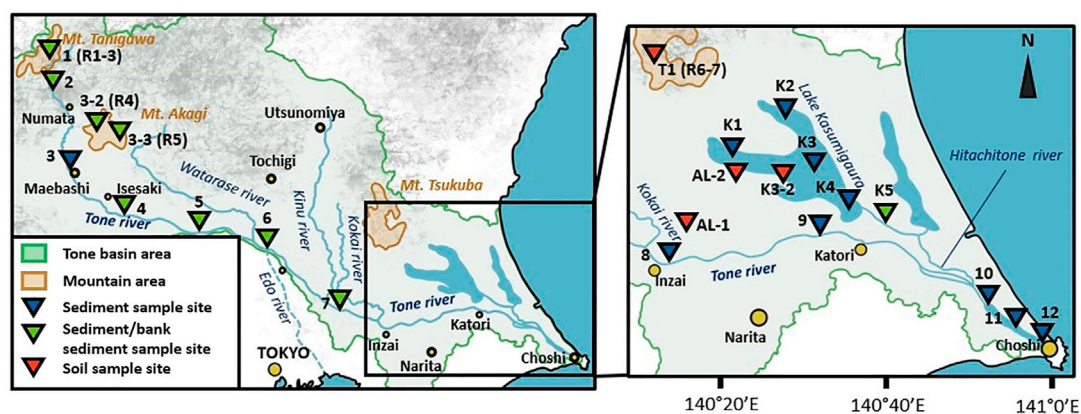 Mt. Tanigawa
1 (R1-3)
2
3-2 (R4)
Numata
Mt. Akagi
3-3 (R5)
Utsunomiya
3
Maebashi
Isesaki
4
Tochigi
Watarase river
Tone river
5
6
Kinu river
Kokai river
Mt. Tsukuba
Edo river
7
Tone river
Inzai
Katori
Narita
Choshi
TOKYO
Tone basin area
Mountain area
Sediment sample site
Sediment/bank
sediment sample site
Soil sample site
T1 (R6-7)
N
K2
Lake Kasumigaura
K1
K3
Hitachitone river
AL-2
K3-2
K4
K5
Kokai river
AL-1
9
8
Katori
Inzai
Tone river
10
11
12
Narita
Choshi
140°20'E
140°40'E
141°0'E